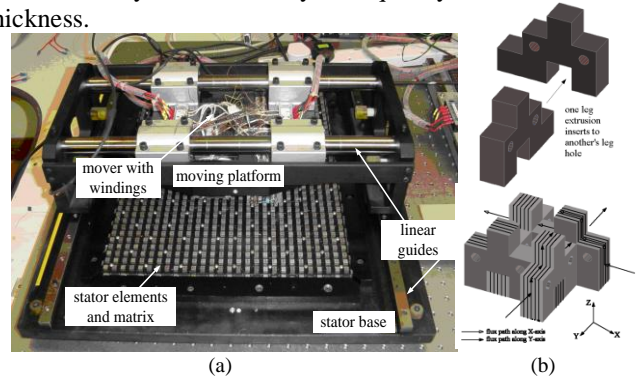 hickness.
mover with
windings
moving platform
linear
guides
stator elements
and matrix
stator base
(a)
one leg
extrusion
inserts to
another's leg
hole
Z
Y
X
flux path along X-axis
flux path along Y-axis
(b)